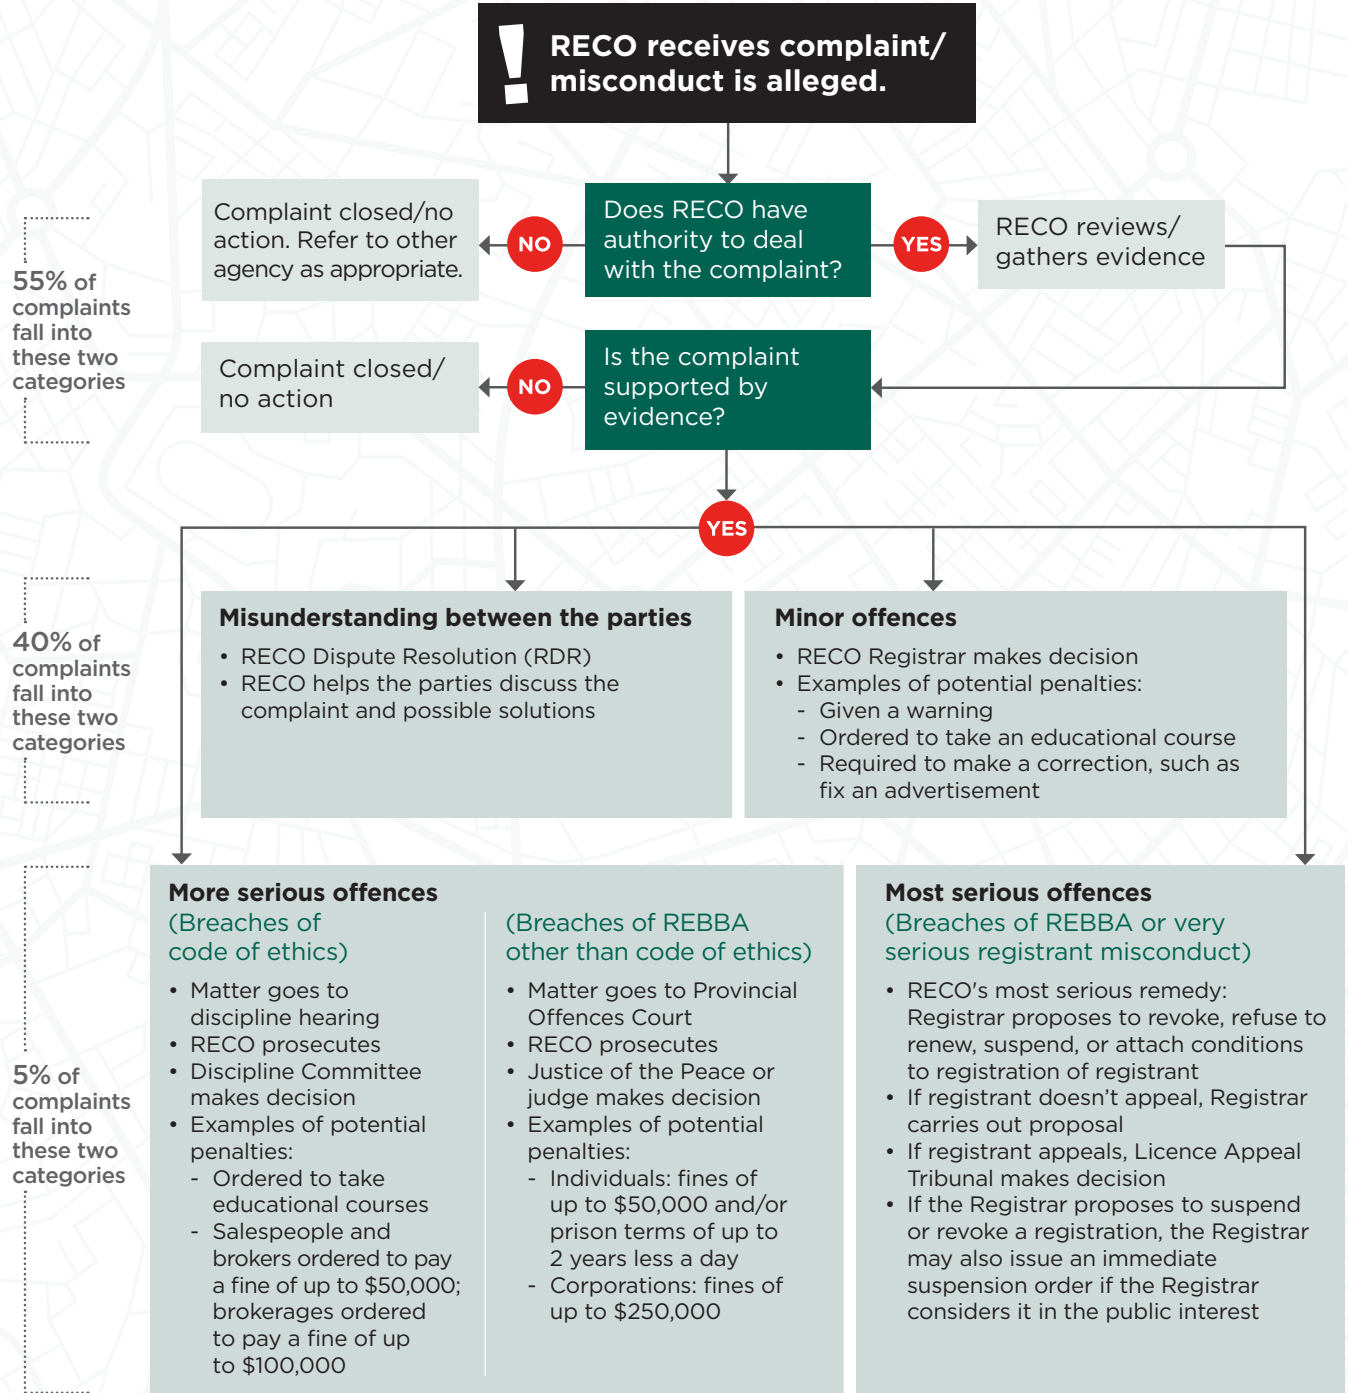 !
RECO receives complaint/
misconduct is alleged.
Complaint closed/no
action. Refer to other
agency as appropriate.
NO
Does RECO have
authority to deal
with the complaint?
YES
RECO reviews/
gathers evidence
55% of
complaints
fall into
these two
categories
Complaint closed/
no action
NO
Is the complaint
supported by
evidence?
YES
40% of
complaints
fall into
these two
categories
Misunderstanding between the parties
• RECO Dispute Resolution (RDR)
• RECO helps the parties discuss the
complaint and possible solutions
Minor offences
• RECO Registrar makes decision
• Examples of potential penalties:
- Given a warning
- Ordered to take an educational course
- Required to make a correction, such as
fix an advertisement
5% of
complaints
fall into
these two
categories
More serious offences
(Breaches of
code of ethics)
• Matter goes to
discipline hearing
• RECO prosecutes
• Discipline Committee
makes decision
• Examples of potential
penalties:
- Ordered to take
educational courses
- Salespeople and
brokers ordered to pay
a fine of up to $50,000;
brokerages ordered
to pay a fine of up
to $100,000
(Breaches of REBBA
other than code of ethics)
• Matter goes to Provincial
Offences Court
• RECO prosecutes
• Justice of the Peace or
judge makes decision
• Examples of potential
penalties:
- Individuals: fines of
up to $50,000 and/or
prison terms of up to
2 years less a day
- Corporations: fines of
up to $250,000
Most serious offences
(Breaches of REBBA or very
serious registrant misconduct)
• RECO's most serious remedy:
Registrar proposes to revoke, refuse to
renew, suspend, or attach conditions
to registration of registrant
• If registrant doesn’t appeal, Registrar
carries out proposal
• If registrant appeals, Licence Appeal
Tribunal makes decision
• If the Registrar proposes to suspend
or revoke a registration, the Registrar
may also issue an immediate
suspension order if the Registrar
considers it in the public interest